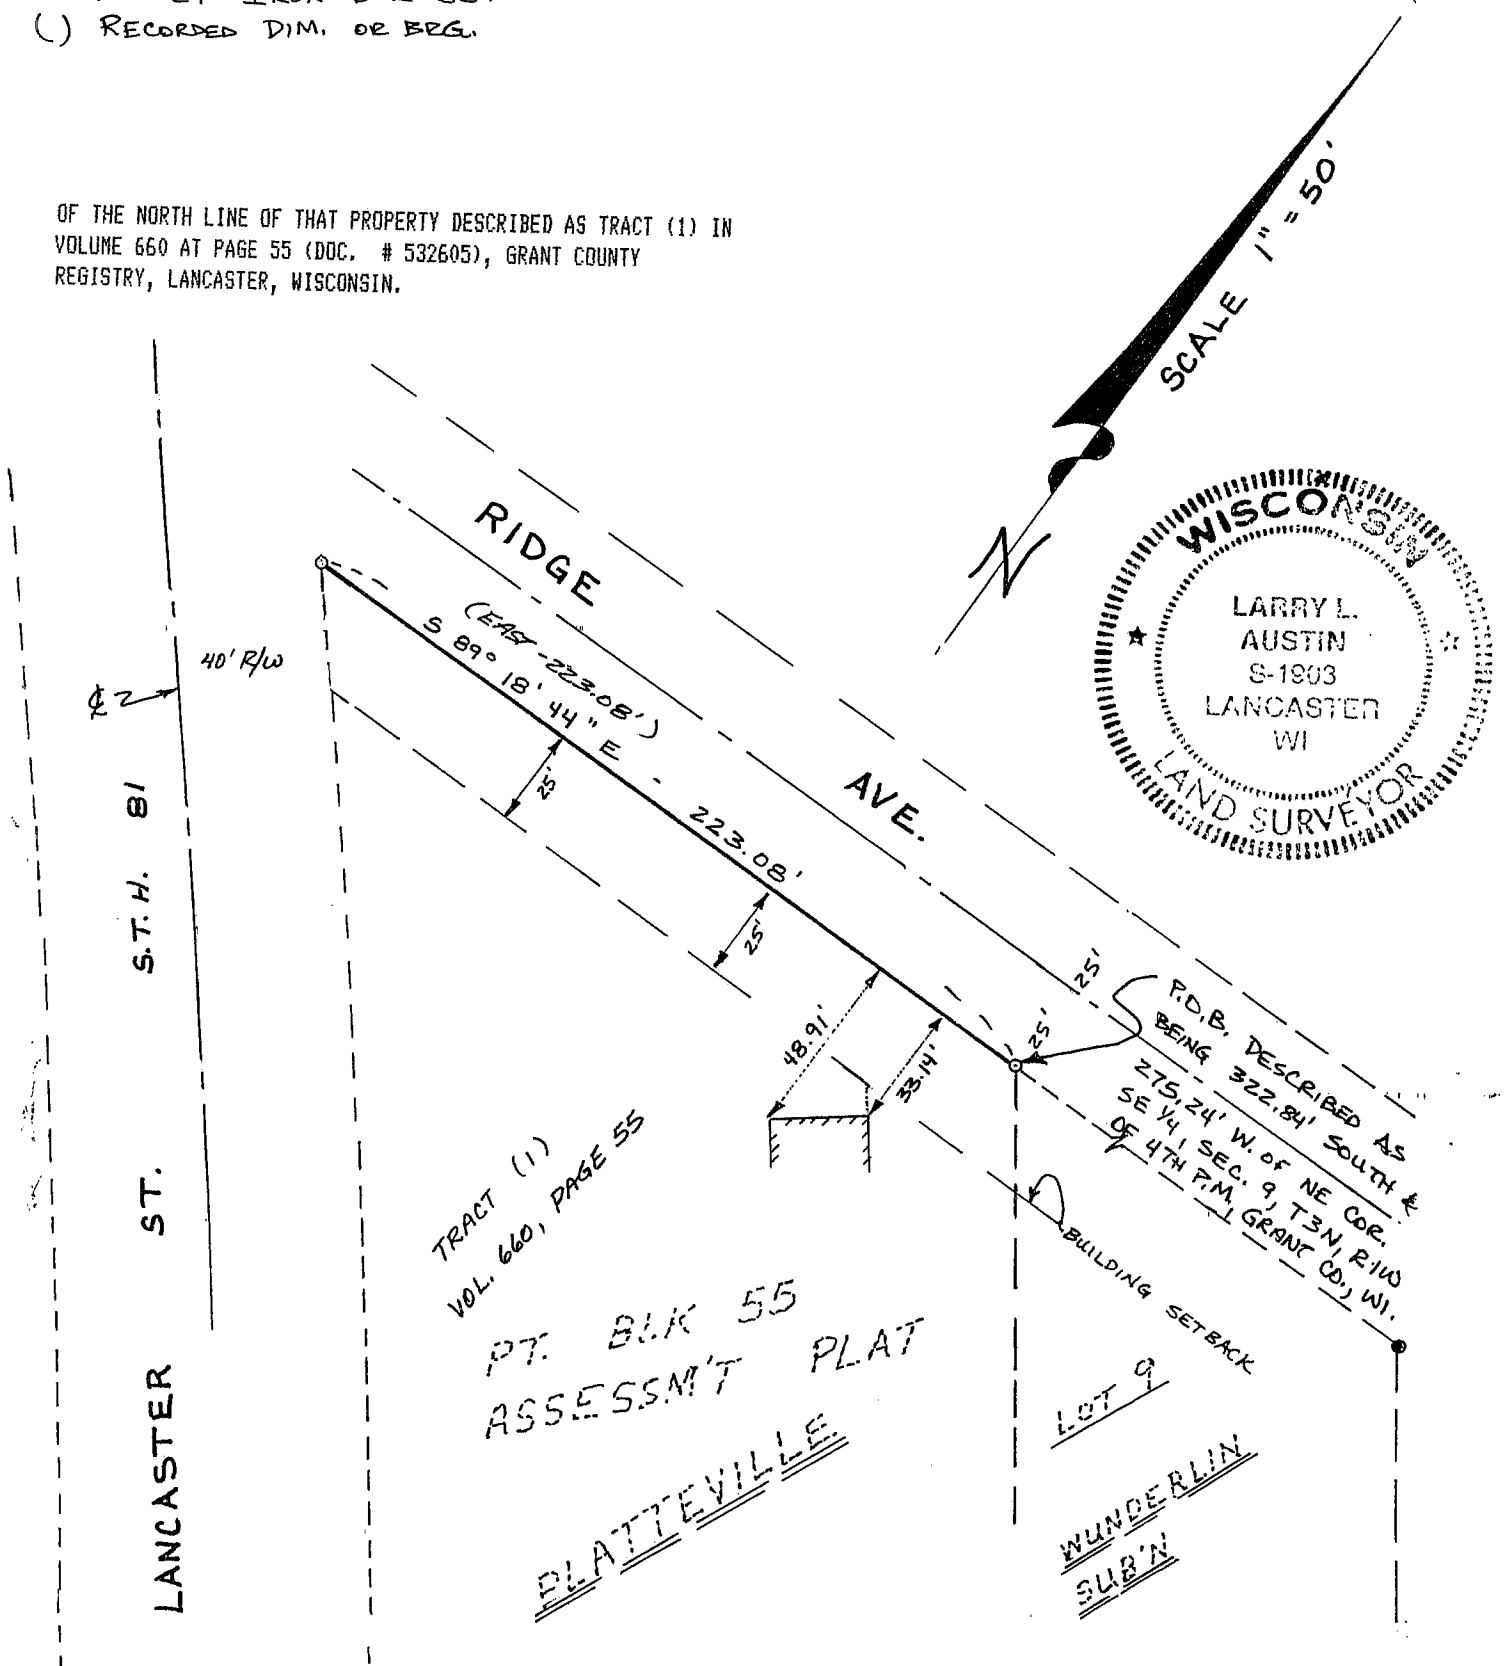 () RECORDED DIM. OR BRG.
OF THE NORTH LINE OF THAT PROPERTY DESCRIBED AS TRACT (1) IN
VOLUME 660 AT PAGE 55 (DOC. # 532605), GRANT COUNTY
REGISTRY, LANCASTER, WISCONSIN.
SCALE 1" = 50'
N
WISCONSIN
LARRY L.
AUSTIN
S-1903
LANCASTER
WI
LAND SURVEYOR
RIDGE AVE.
(EAST - 223.08')
S 89° 18' 44" E - 223.08'
40' R/W
℄
LANCASTER ST. S.T.H. 81
25'
25'
48.91'
33.14'
25'
25'
P.O.B. DESCRIBED AS
BEING 322.84' SOUTH &
275.24' W. OF NE COR.
SE ¼, SEC. 9, T3N, R1W
OF 4TH P.M., GRANT CO., WI.
BUILDING SETBACK
TRACT (1)
VOL. 660, PAGE 55
PT. BLK 55
ASSESSM'T PLAT
PLATTEVILLE
LOT 9
WUNDERLIN
SUB'N